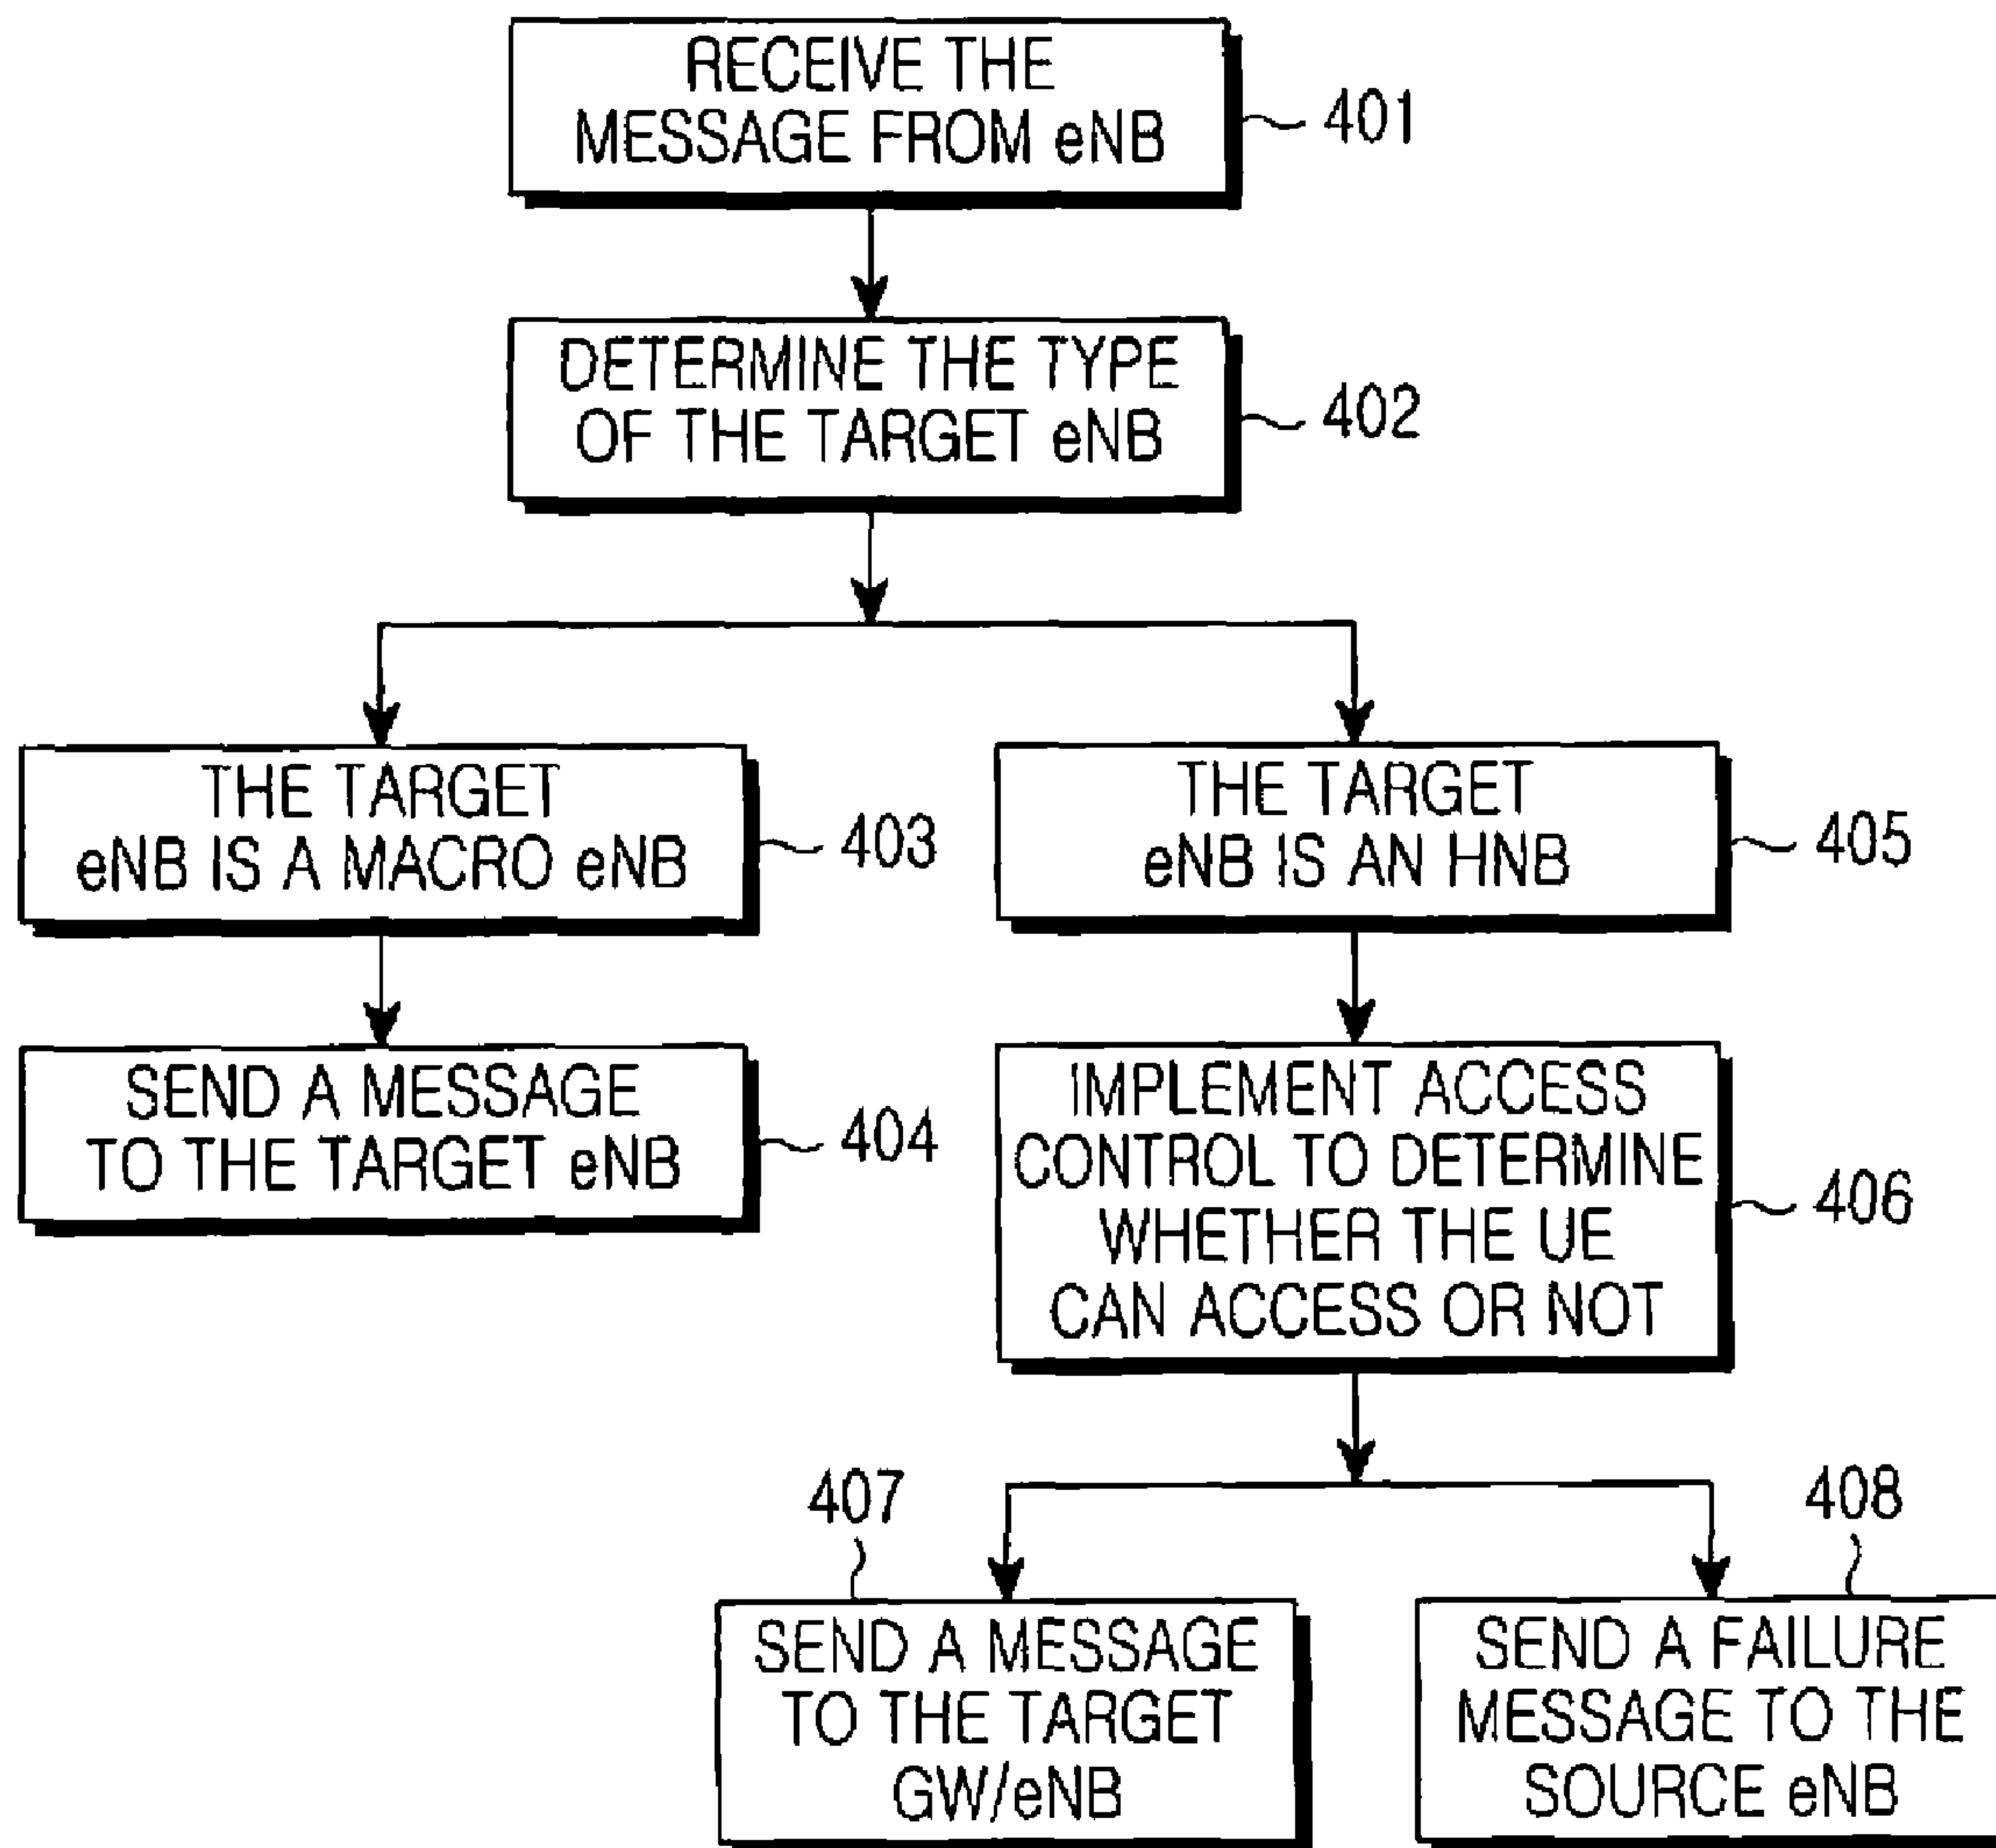 RECEIVE THE
MESSAGE FROM eNB
401
DETERMINE THE TYPE
OF THE TARGET eNB
402
THE TARGET
eNB IS A MACRO eNB
403
THE TARGET
eNB IS AN HNB
405
SEND A MESSAGE
TO THE TARGET eNB
404
IMPLEMENT ACCESS
CONTROL TO DETERMINE
WHETHER THE UE
CAN ACCESS OR NOT
406
407
SEND A MESSAGE
TO THE TARGET
GW/eNB
408
SEND A FAILURE
MESSAGE TO THE
SOURCE eNB